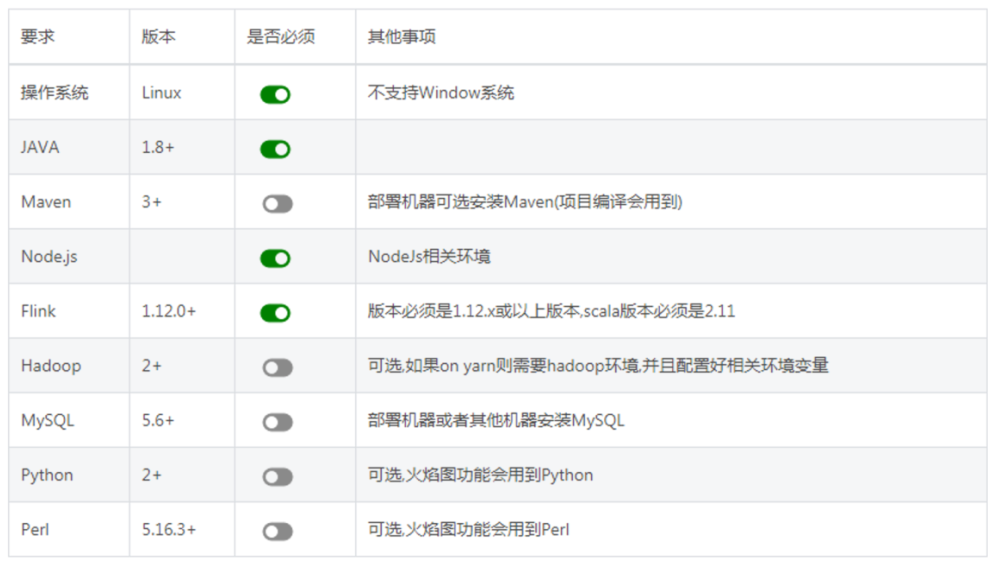 要求 版本 是否必须 其他事项
操作系统 Linux 不支持Window系统
JAVA 1.8+
Maven 3+ 部署机器可选安装Maven(项目编译会用到)
Node.js NodeJs相关环境
Flink 1.12.0+ 版本必须是1.12.x或以上版本,scala版本必须是2.11
Hadoop 2+ 可选,如果on yarn则需要hadoop环境,并且配置好相关环境变量
MySQL 5.6+ 部署机器或者其他机器安装MySQL
Python 2+ 可选,火焰图功能会用到Python
Perl 5.16.3+ 可选,火焰图功能会用到Perl